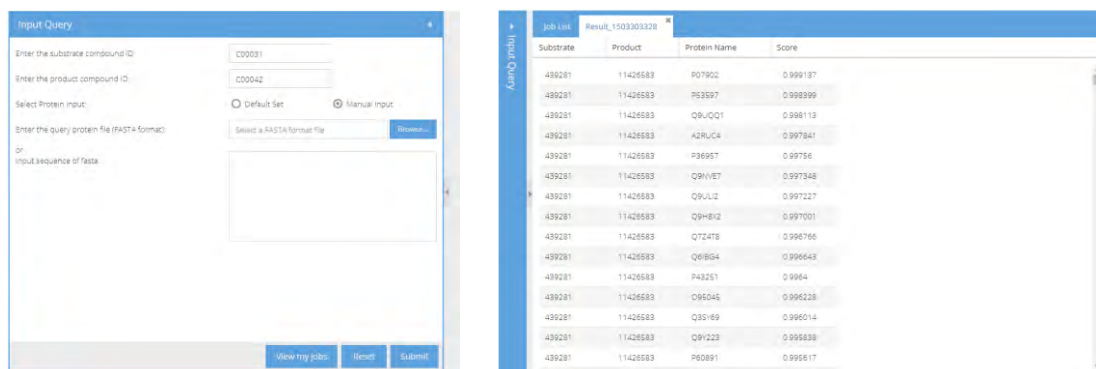 Input Query
Enter the substrate compound ID: C00031
Enter the product compound ID: C00042
Select Protein input: Default Set Manual input
Enter the query protein file (FASTA format): Select a FASTA format file Browse...
or
Input sequence of fasta:
View my jobs Reset Submit
Input Query
Job List Result_1503303328
Substrate Product Protein Name Score
439281 11426583 P07902 0.999137
439281 11426583 P53597 0.998399
439281 11426583 Q9UQQ1 0.998113
439281 11426583 A2RUC4 0.997841
439281 11426583 P36957 0.99756
439281 11426583 Q9NVE7 0.997348
439281 11426583 Q9ULI2 0.997227
439281 11426583 Q9H8X2 0.997001
439281 11426583 Q7Z4T8 0.996766
439281 11426583 Q6IBG4 0.996643
439281 11426583 P43251 0.9964
439281 11426583 O95045 0.996228
439281 11426583 Q3SY69 0.996014
439281 11426583 Q9Y223 0.995838
439281 11426583 P60891 0.995617